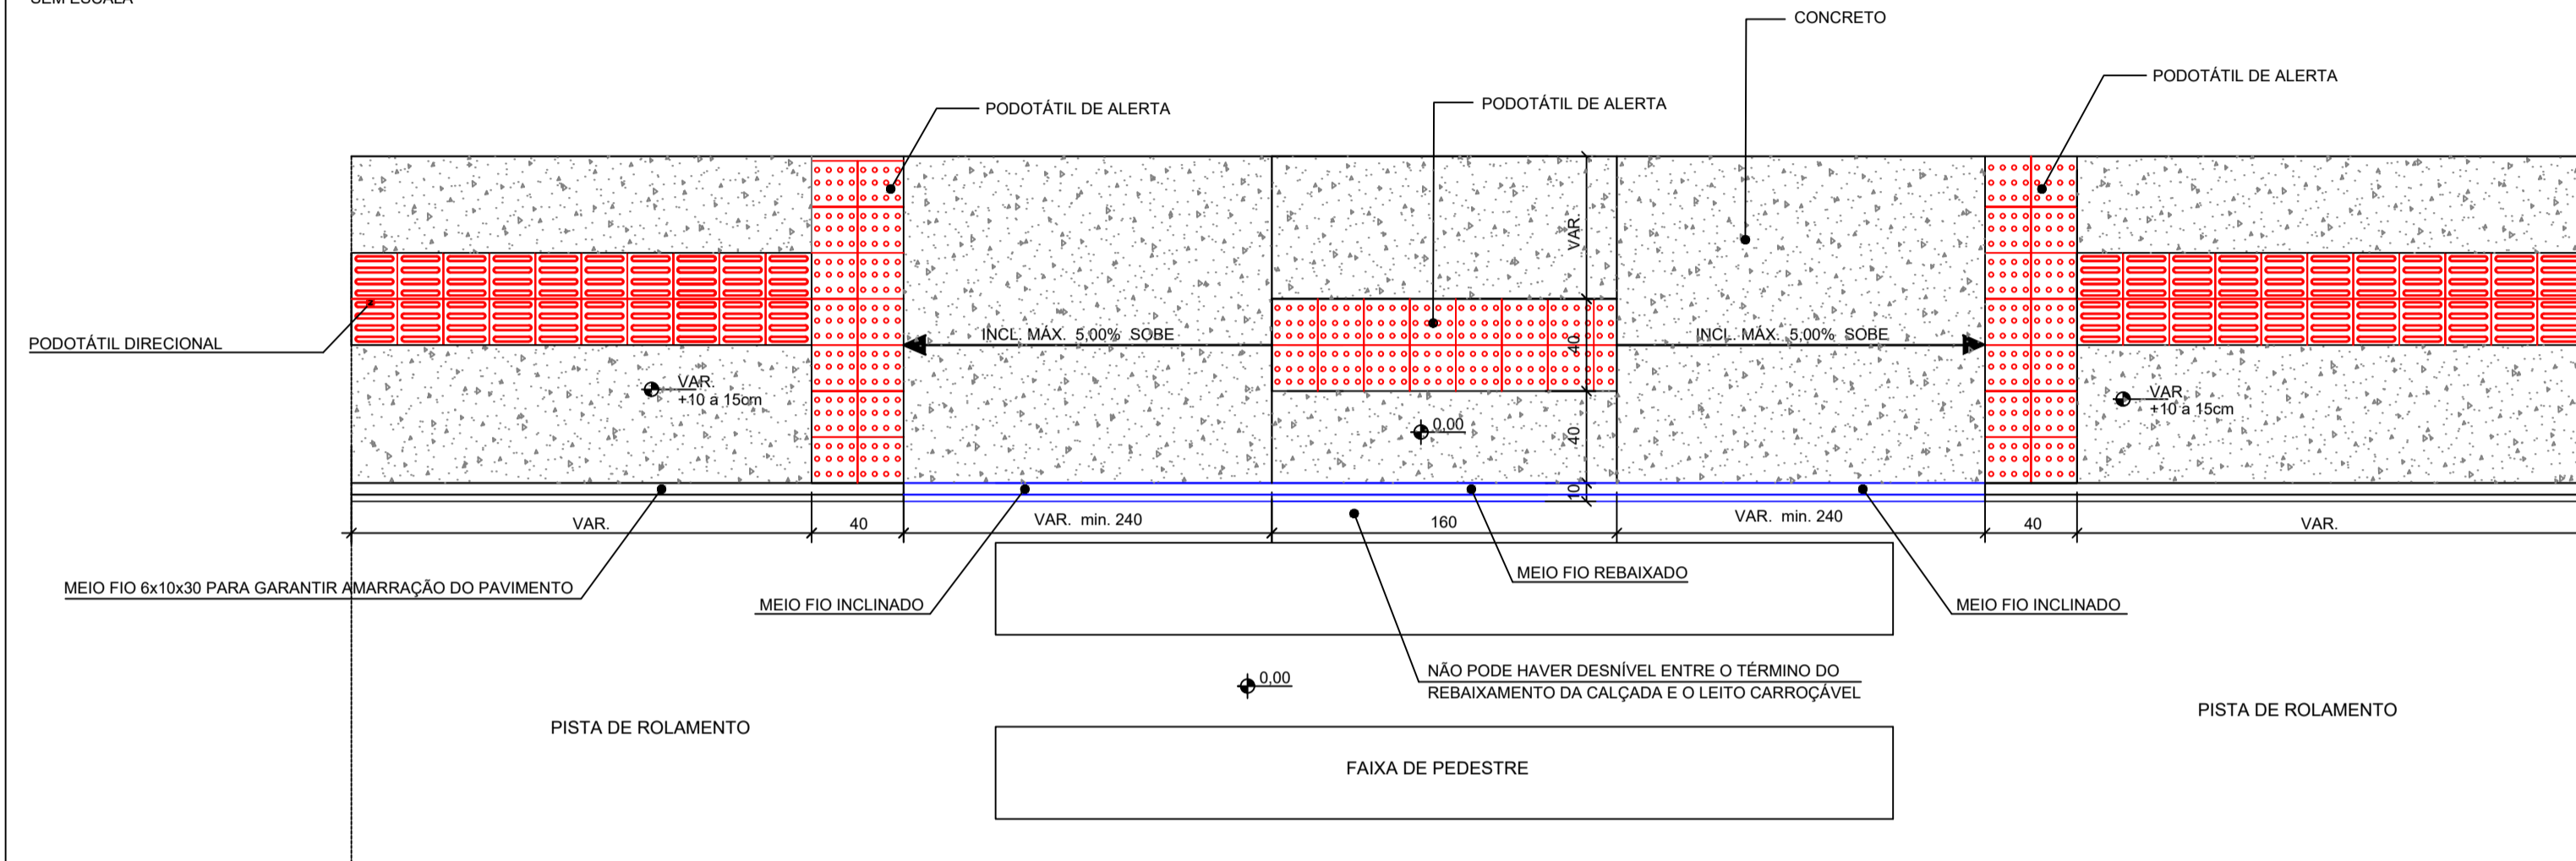 SEM ESCALA
CONCRETO
PODOTÁTIL DE ALERTA
PODOTÁTIL DE ALERTA
PODOTÁTIL DE ALERTA
VAR.
INCL. MÁX. 5,00% SOBE
40
INCL. MÁX. 5,00% SOBE
PODOTÁTIL DIRECIONAL
VAR.
+10 a 15cm
VAR.
+10 a 15cm
0,00
40
10
VAR.
40
VAR. min. 240
160
VAR. min. 240
40
VAR.
MEIO FIO 6x10x30 PARA GARANTIR AMARRAÇÃO DO PAVIMENTO
MEIO FIO INCLINADO
MEIO FIO REBAIXADO
MEIO FIO INCLINADO
NÃO PODE HAVER DESNÍVEL ENTRE O TÉRMINO DO
REBAIXAMENTO DA CALÇADA E O LEITO CARROÇÁVEL
0,00
PISTA DE ROLAMENTO
PISTA DE ROLAMENTO
FAIXA DE PEDESTRE